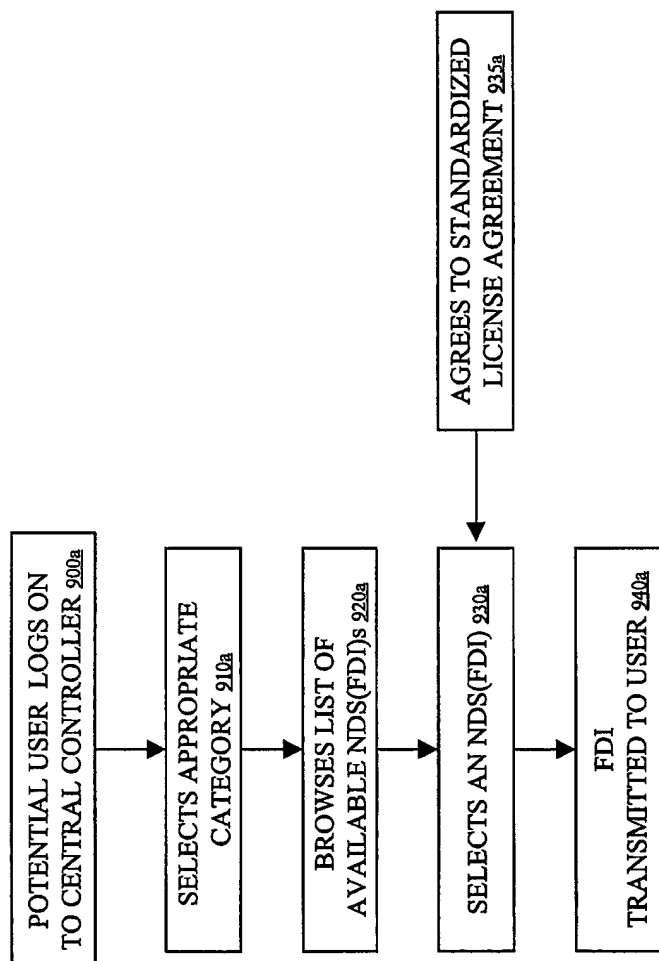 POTENTIAL USER LOGS ON
TO CENTRAL CONTROLLER 900a
SELECTS APPROPRIATE
CATEGORY 910a
BROWSES LIST OF
AVAILABLE NDS(FDI)s 920a
SELECTS AN NDS(FDI) 930a
AGREES TO STANDARDIZED
LICENSE AGREEMENT 935a
FDI
TRANSMITTED TO USER 940a